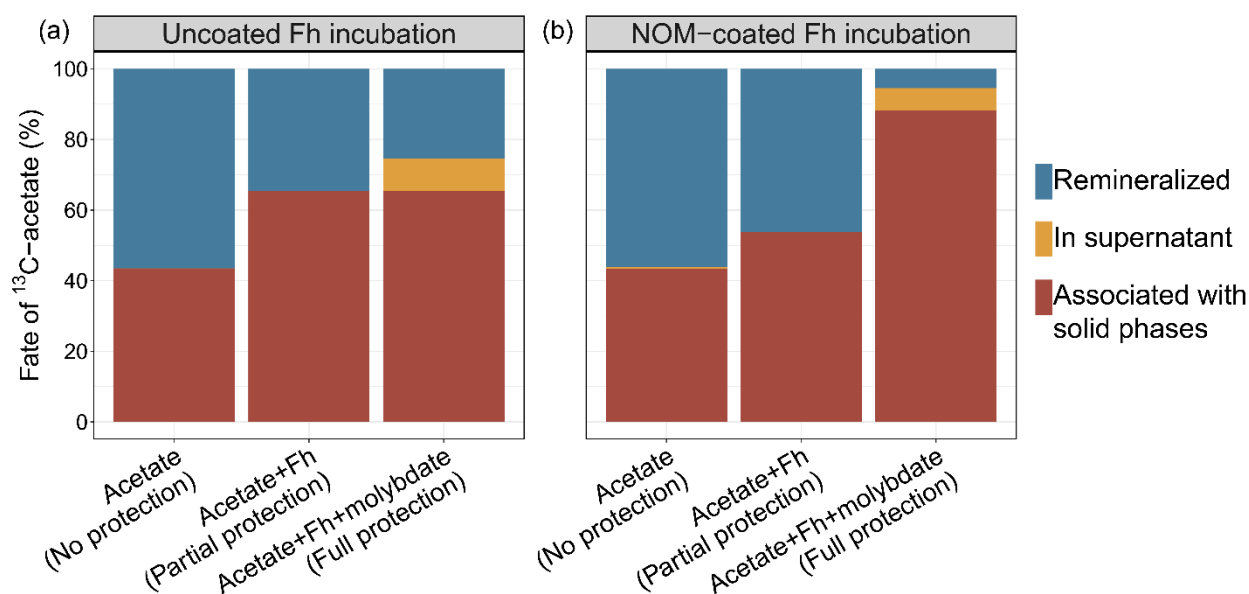 (a)
Uncoated Fh incubation
(b)
NOM−coated Fh incubation
Fate of ¹³C−acetate (%)
100
80
60
40
20
0
Acetate
(No protection)
Acetate+Fh
(Partial protection)
Acetate+Fh+molybdate
(Full protection)
Acetate
(No protection)
Acetate+Fh
(Partial protection)
Acetate+Fh+molybdate
(Full protection)
Remineralized
In supernatant
Associated with
solid phases